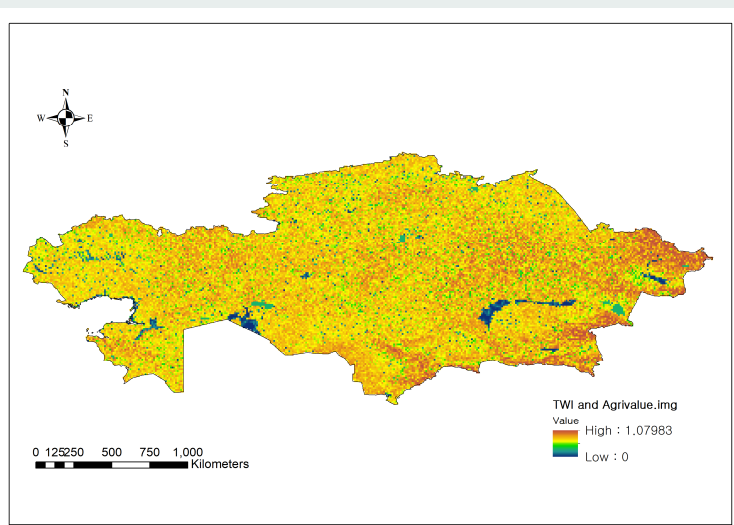 N
W E
S
TWI and Agrivalue.img
Value
High : 1.07983
Low : 0
0 125250 500 750 1,000
Kilometers